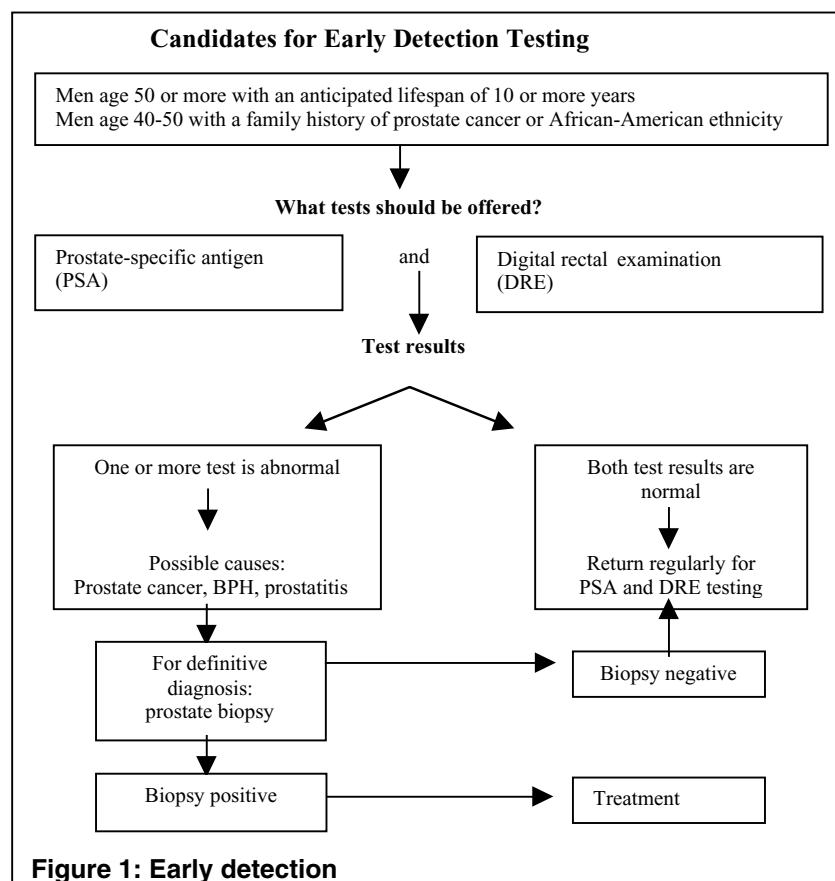 Candidates for Early Detection Testing
Men age 50 or more with an anticipated lifespan of 10 or more years
Men age 40-50 with a family history of prostate cancer or African-American ethnicity
What tests should be offered?
Prostate-specific antigen
(PSA)
and
Digital rectal examination
(DRE)
Test results
One or more test is abnormal
Possible causes:
Prostate cancer, BPH, prostatitis
Both test results are
normal
Return regularly for
PSA and DRE testing
For definitive
diagnosis:
prostate biopsy
Biopsy negative
Biopsy positive
Treatment
Figure 1: Early detection